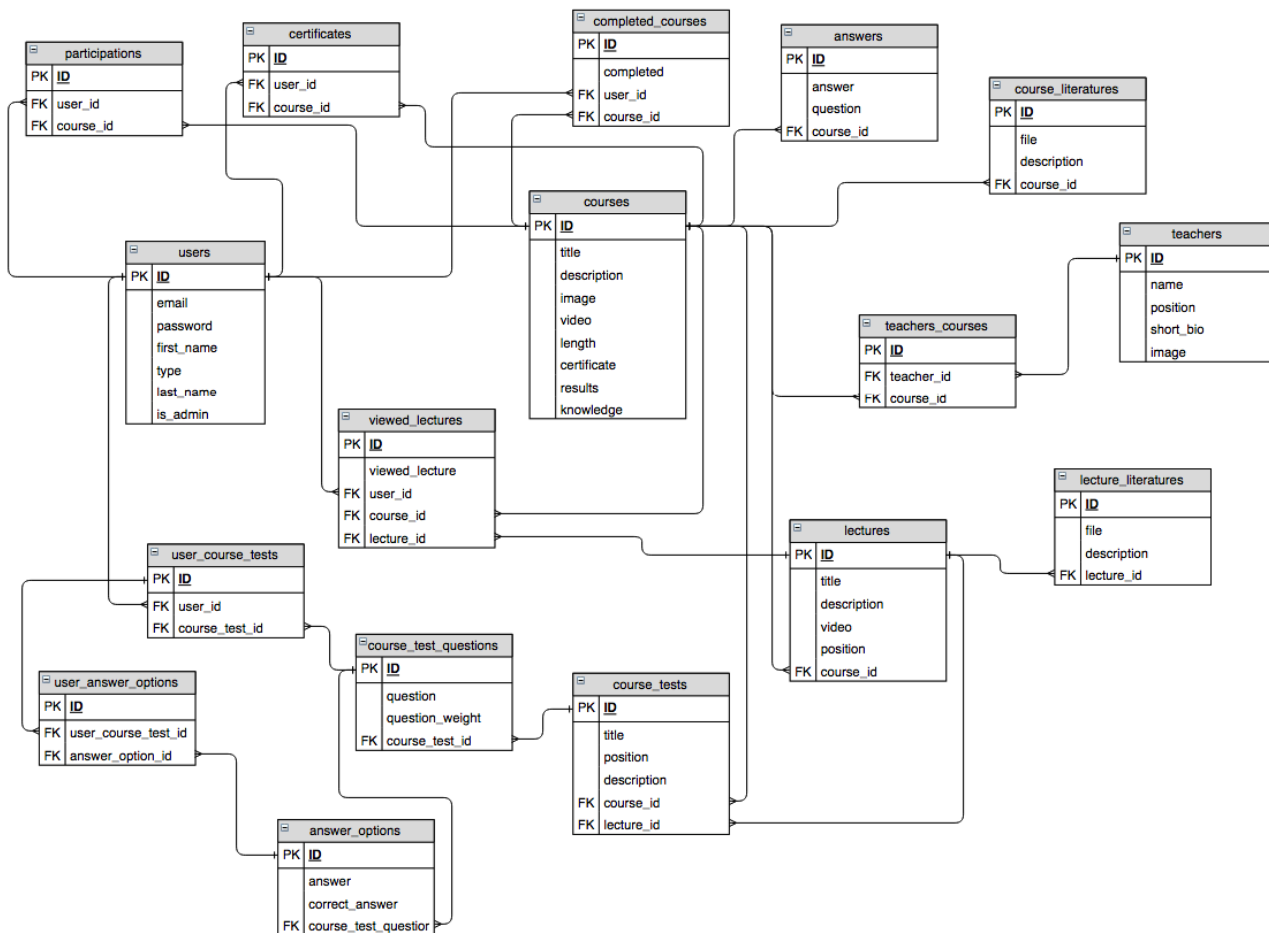 participations
PK ID
FK user_id
FK course_id
certificates
PK ID
FK user_id
FK course_id
completed_courses
PK ID
completed
FK user_id
FK course_id
answers
PK ID
answer
question
FK course_id
course_literatures
PK ID
file
description
FK course_id
users
PK ID
email
password
first_name
type
last_name
is_admin
courses
PK ID
title
description
image
video
length
certificate
results
knowledge
teachers
PK ID
name
position
short_bio
image
teachers_courses
PK ID
FK teacher_id
FK course_id
viewed_lectures
PK ID
viewed_lecture
FK user_id
FK course_id
FK lecture_id
lecture_literatures
PK ID
file
description
FK lecture_id
lectures
PK ID
title
description
video
position
FK course_id
user_course_tests
PK ID
FK user_id
FK course_test_id
course_test_questions
PK ID
question
question_weight
FK course_test_id
user_answer_options
PK ID
FK user_course_test_id
FK answer_option_id
course_tests
PK ID
title
position
description
FK course_id
FK lecture_id
answer_options
PK ID
answer
correct_answer
FK course_test_question